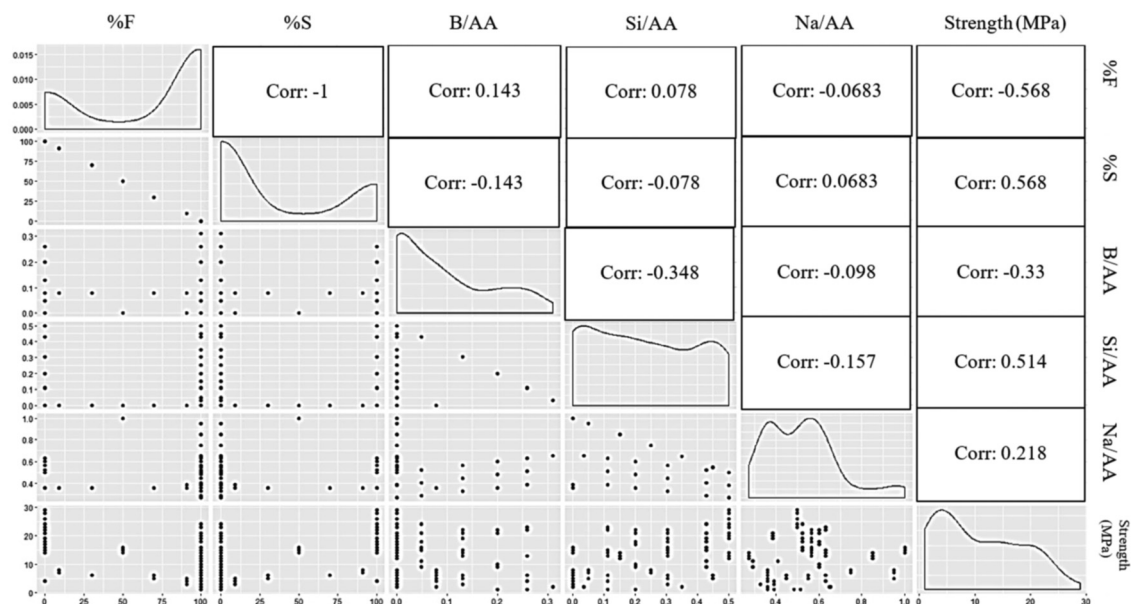 %F %S B/AA Si/AA Na/AA Strength (MPa)
0.015
0.010
0.005
0.000
Corr: -1 Corr: 0.143 Corr: 0.078 Corr: -0.0683 Corr: -0.568
%F
100
75
50
25
0
Corr: -0.143 Corr: -0.078 Corr: 0.0683 Corr: 0.568
%S
0.3
0.2
0.1
0.0
Corr: -0.348 Corr: -0.098 Corr: -0.33
B/AA
0.5
0.4
0.3
0.2
0.1
0.0
Corr: -0.157 Corr: 0.514
Si/AA
1.0
0.8
0.6
0.4
Corr: 0.218
Na/AA
30
20
10
0
Strength
(MPa)
0 25 50 75 100 0 25 50 75 100 0.0 0.1 0.2 0.3 0.0 0.1 0.2 0.3 0.4 0.5 0.4 0.6 0.8 1.0 0 10 20 30